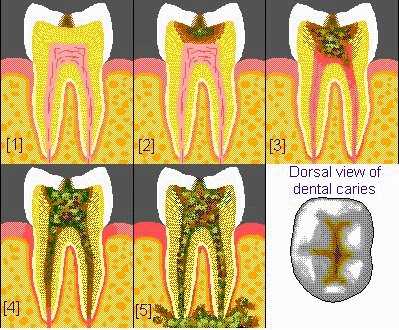 [1]
[2]
[3]
Dorsal view of
dental caries
[4]
[5]